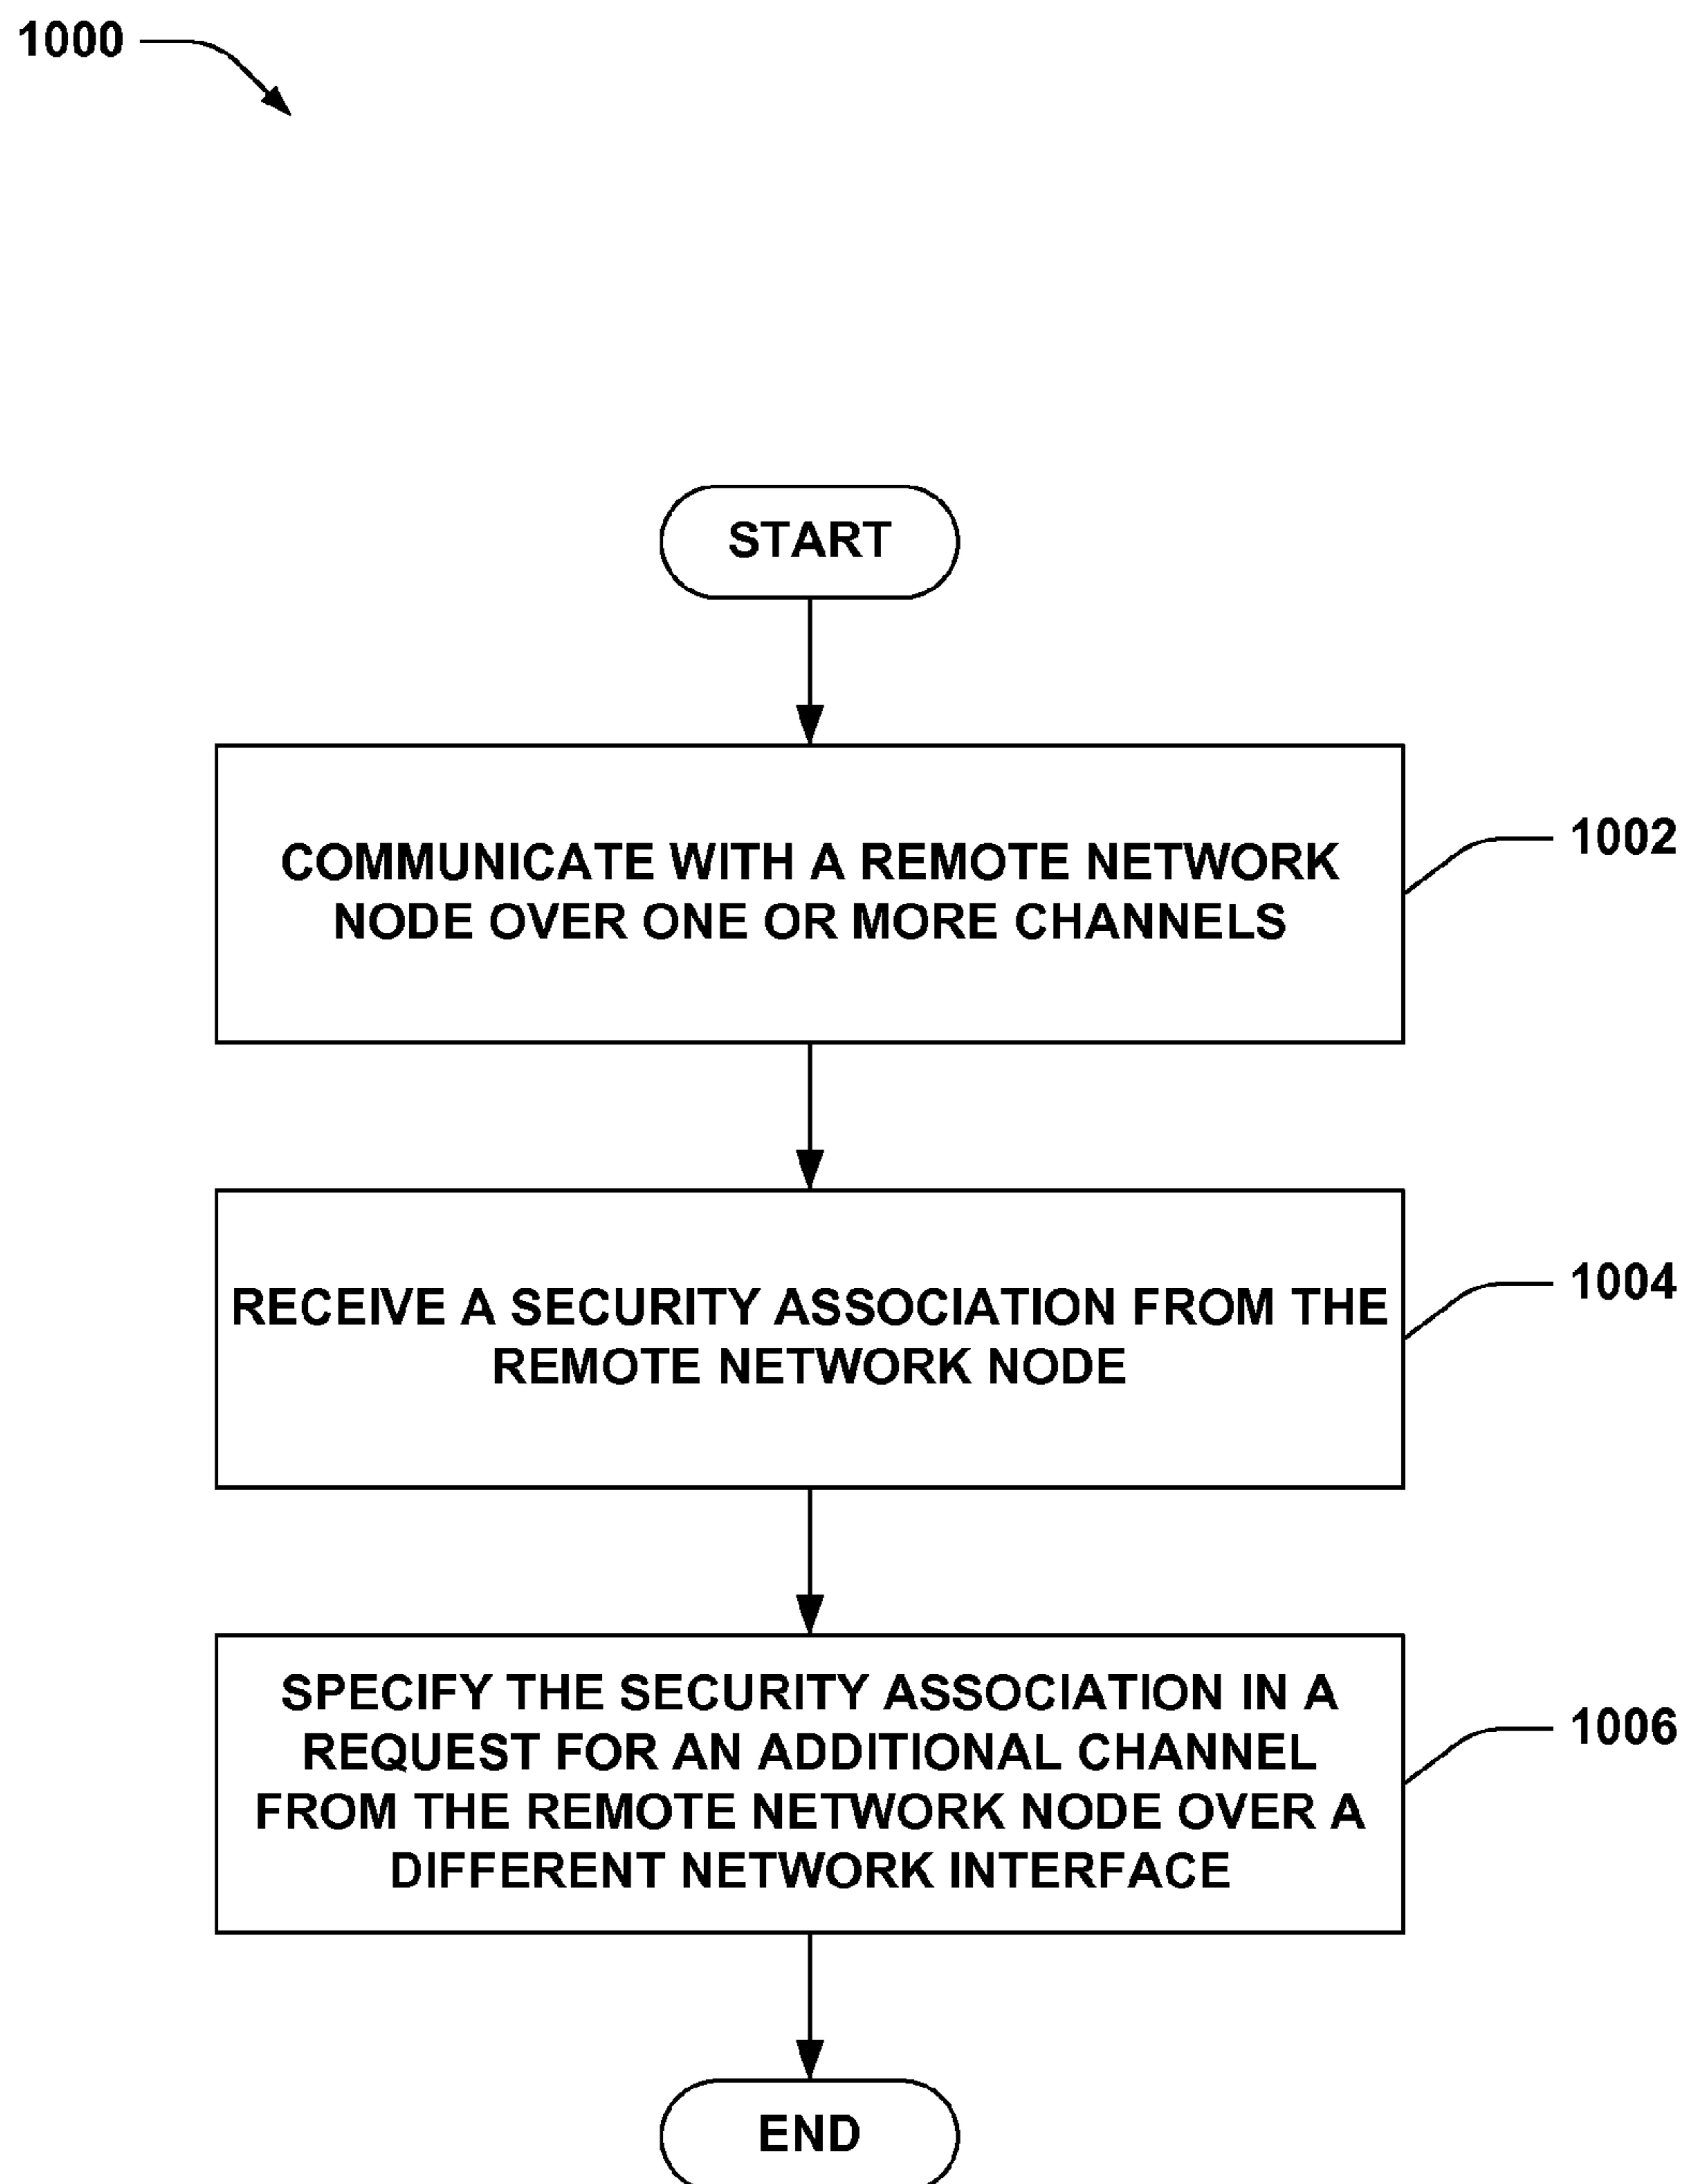 1000
START
COMMUNICATE WITH A REMOTE NETWORK
NODE OVER ONE OR MORE CHANNELS
1002
RECEIVE A SECURITY ASSOCIATION FROM THE
REMOTE NETWORK NODE
1004
SPECIFY THE SECURITY ASSOCIATION IN A
REQUEST FOR AN ADDITIONAL CHANNEL
FROM THE REMOTE NETWORK NODE OVER A
DIFFERENT NETWORK INTERFACE
1006
END